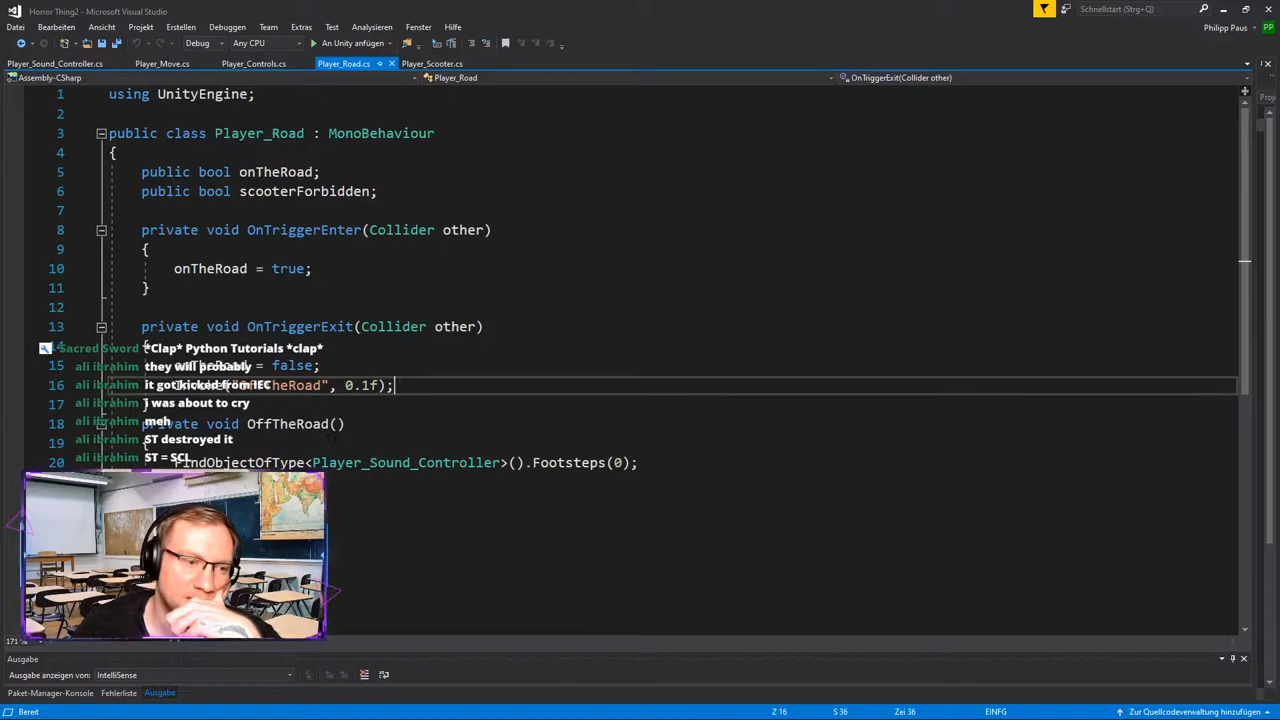 Horror Thing2 - Microsoft Visual Studio
Schnellstart (Strg+Q)
Datei Bearbeiten Ansicht Projekt Erstellen Debuggen Team Extras Test Analysieren Fenster Hilfe
Philipp Paus PP
Debug Any CPU An Unity anfügen
Player_Sound_Controller.cs Player_Move.cs Player_Controls.cs Player_Road.cs Player_Scooter.cs
Assembly-CSharp Player_Road OnTriggerExit(Collider other)
Proj
1 using UnityEngine;
2
3 public class Player_Road : MonoBehaviour
4 {
5 public bool onTheRoad;
6 public bool scooterForbidden;
7
8 private void OnTriggerEnter(Collider other)
9 {
10 onTheRoad = true;
11 }
12
13 private void OnTriggerExit(Collider other)
{
Sacred Sword *Clap* Python Tutorials *clap*
15 = false;
ali ibrahim they will probably
16 TheRoad", 0.1f);
ali ibrahim it got kicked from IEC
17
ali ibrahim i was about to cry
18 private void OffTheRoad()
ali ibrahim meh
19
ali ibrahim ST destroyed it
20 FindObjectOfType<Player_Sound_Controller>().Footsteps(0);
ali ibrahim ST = SCL
171 %
Ausgabe
Ausgabe anzeigen von: IntelliSense
Paket-Manager-Konsole Fehlerliste Ausgabe
Bereit Z 16 S 36 Zei 36 EINFG Zur Quellcodeverwaltung hinzufügen